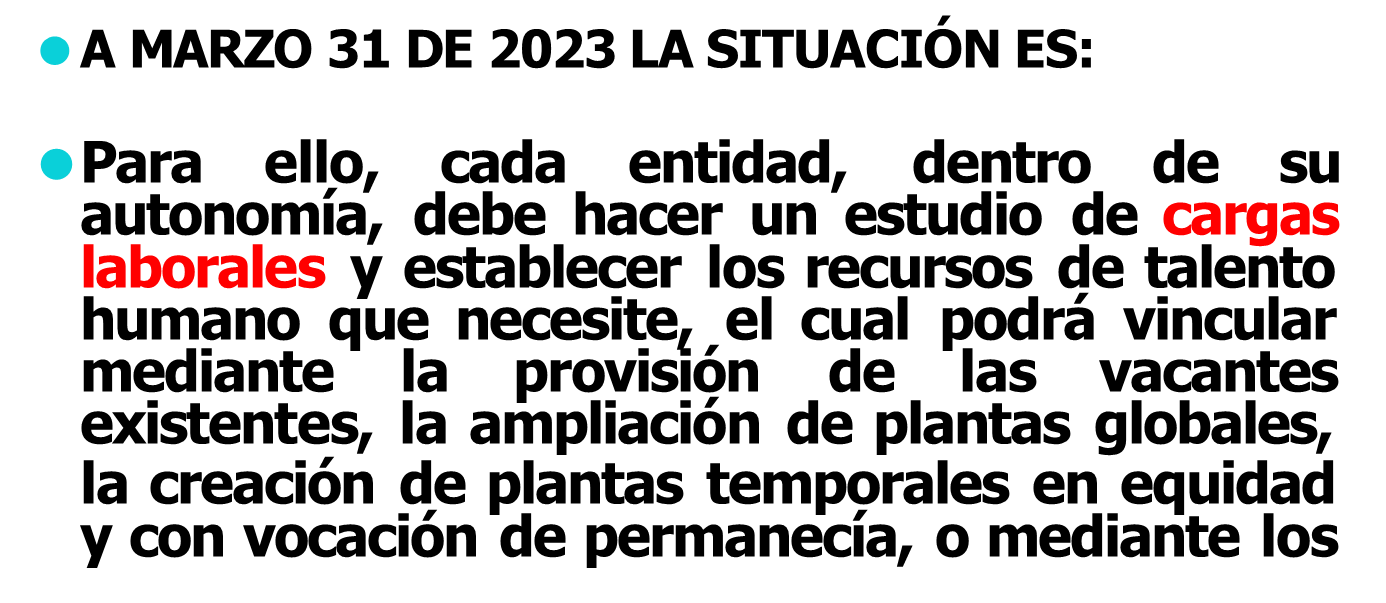 ● A MARZO 31 DE 2023 LA SITUACIÓN ES:
● Para ello, cada entidad, dentro de su
autonomía, debe hacer un estudio de cargas
laborales y establecer los recursos de talento
humano que necesite, el cual podrá vincular
mediante la provisión de las vacantes
existentes, la ampliación de plantas globales,
la creación de plantas temporales en equidad
y con vocación de permanecía, o mediante los